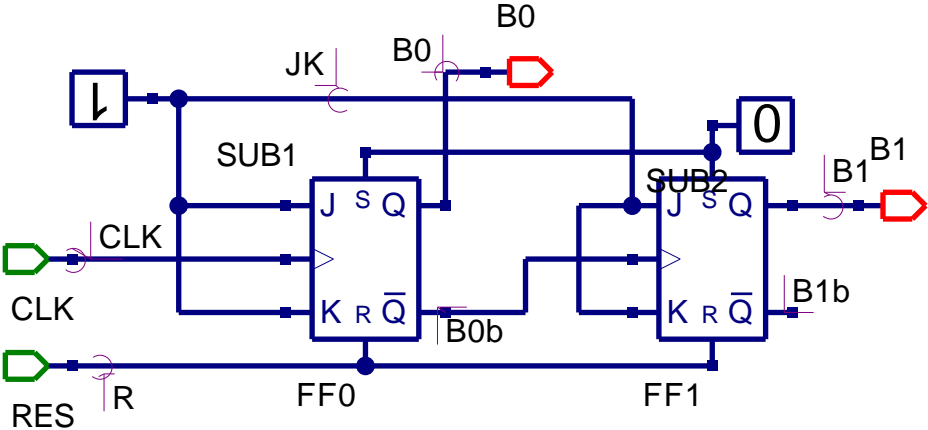 B0
JK
B0
1
0
SUB1
B1
B1
SUB2
J S Q
J S Q
CLK
CLK
K R Q̅
B0b
K R Q̅
B1b
RES
R
FF0
FF1